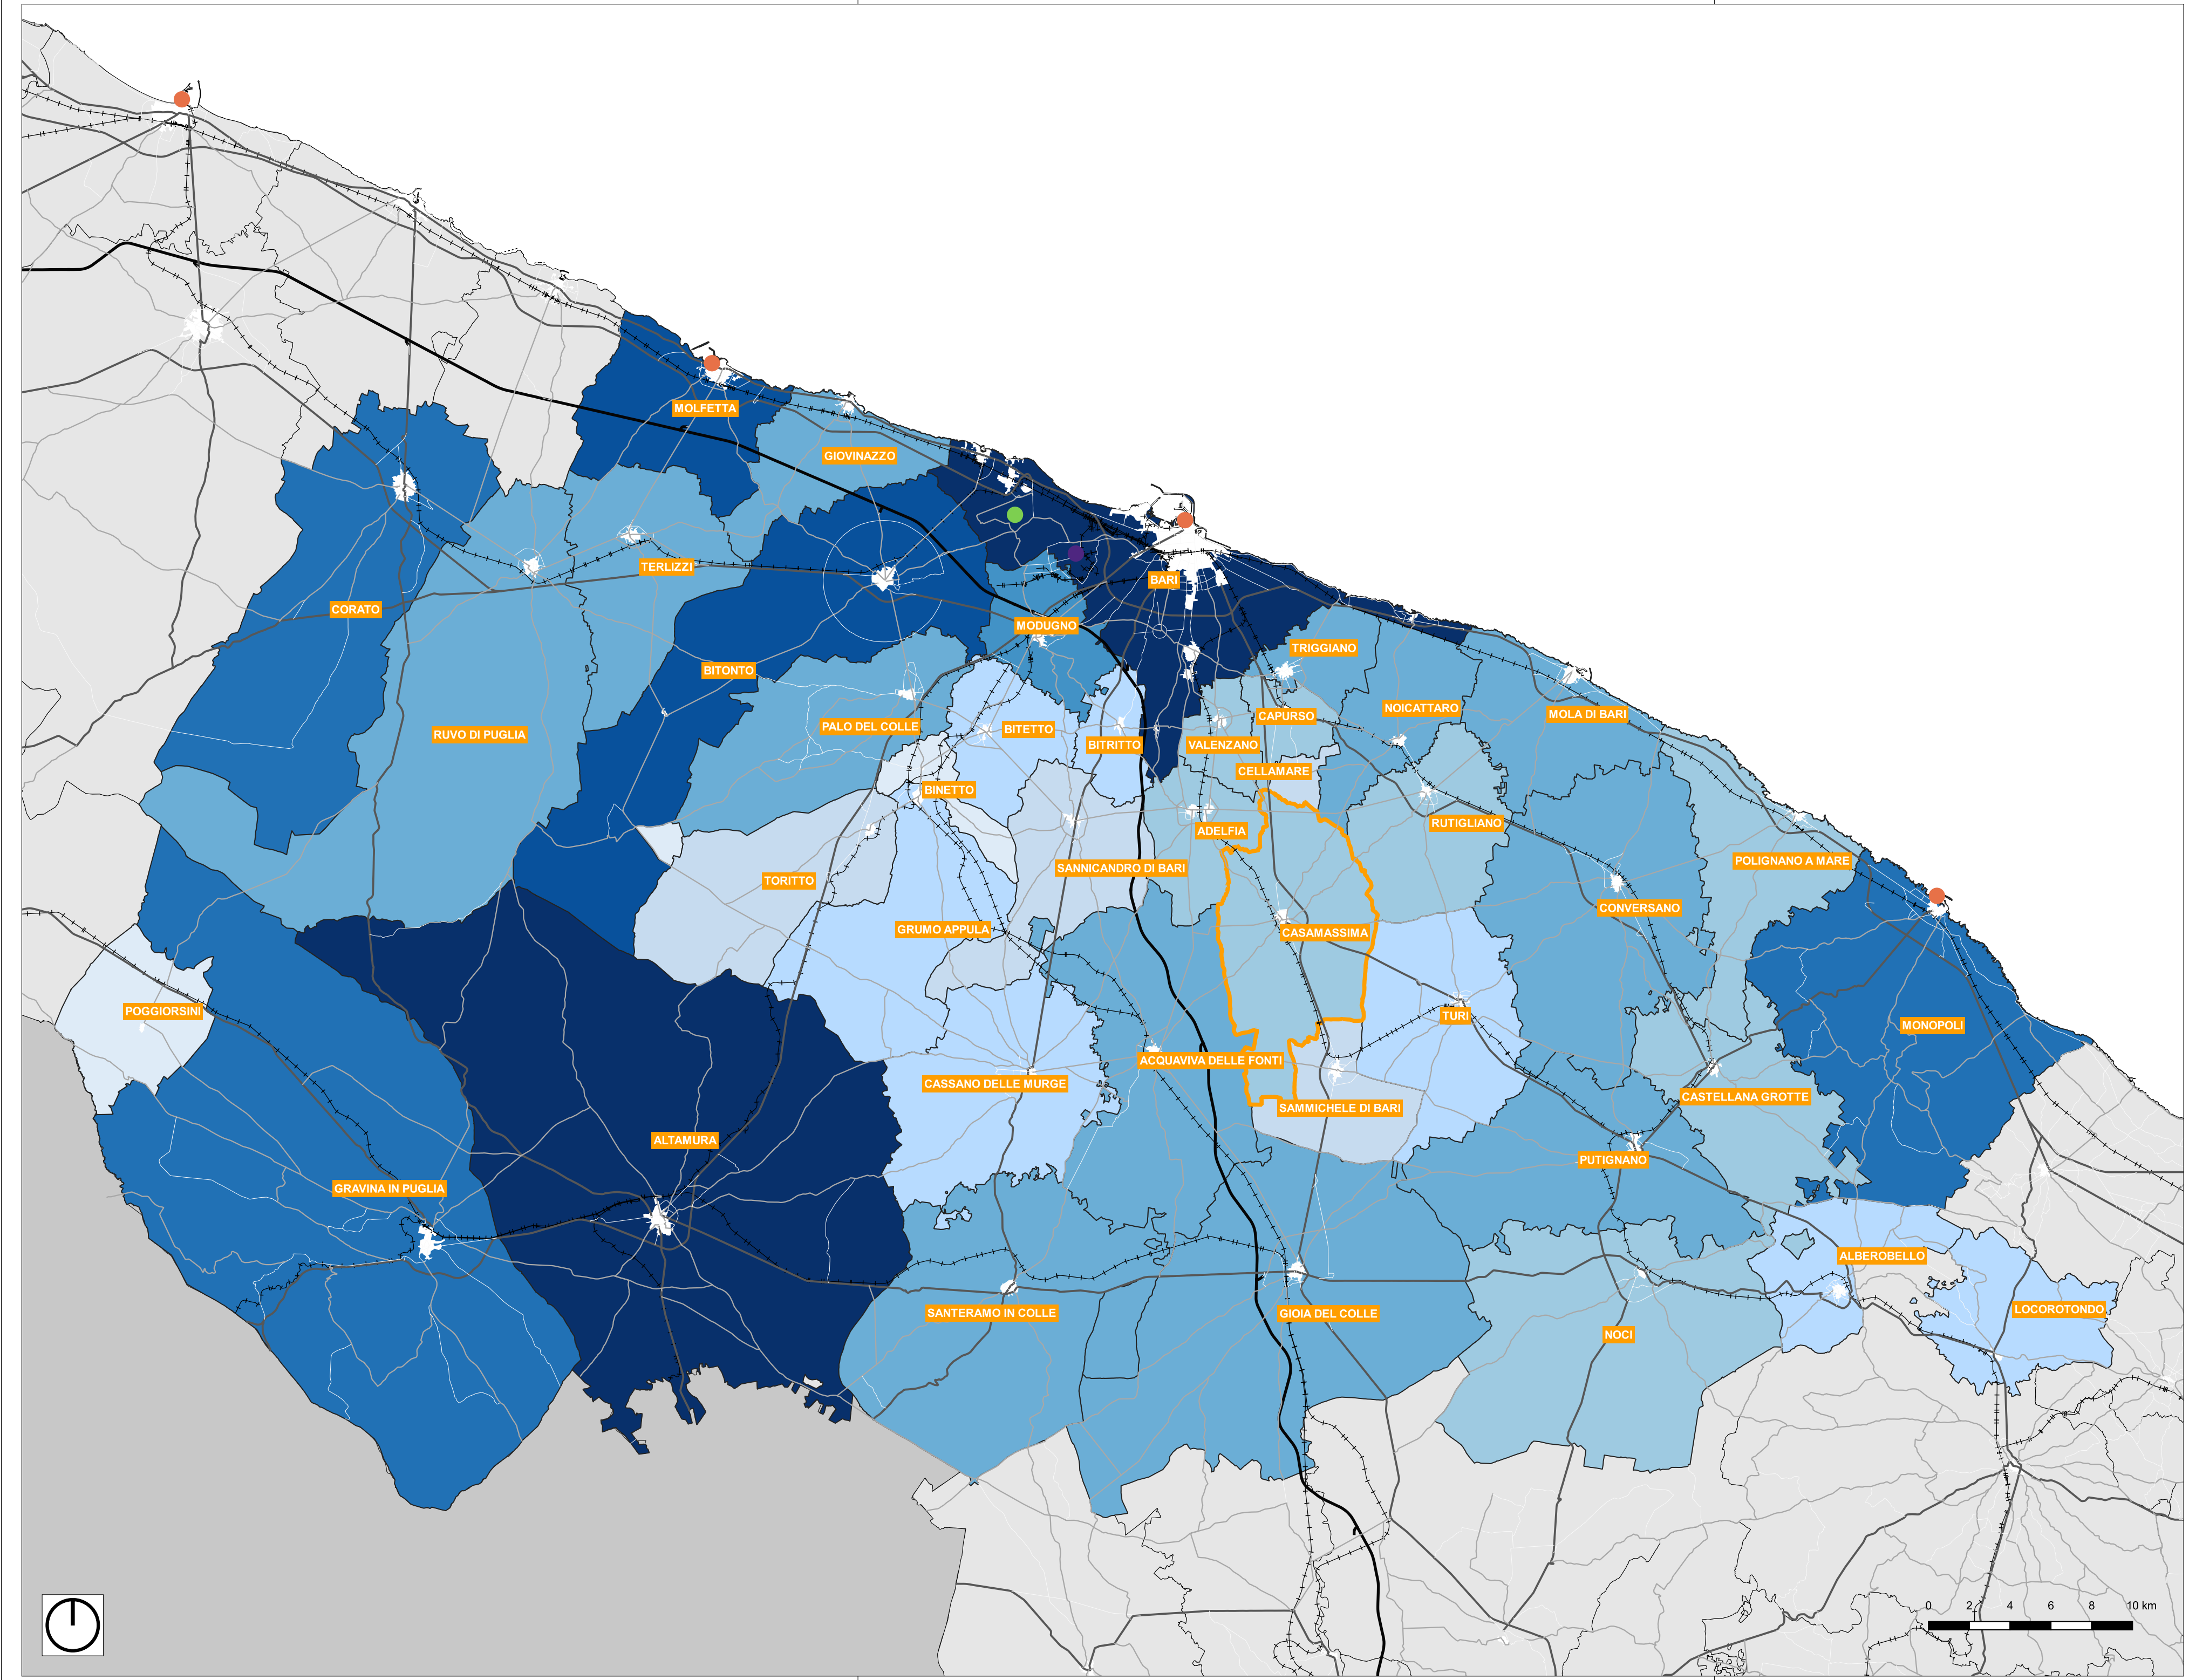 MOLFETTA
GIOVINAZZO
TERLIZZI
BARI
CORATO
MODUGNO
TRIGGIANO
BITONTO
RUVO DI PUGLIA
PALO DEL COLLE
BITETTO
BITRITTO
VALENZANO
CAPURSO
NOICATTARO
MOLA DI BARI
CELLAMARE
BINETTO
ADELFIA
RUTIGLIANO
TORITTO
SANNICANDRO DI BARI
POLIGNANO A MARE
CONVERSANO
GRUMO APPULA
CASAMASSIMA
POGGIORSINI
TURI
MONOPOLI
ACQUAVIVA DELLE FONTI
CASSANO DELLE MURGE
CASTELLANA GROTTE
SAMMICHELE DI BARI
ALTAMURA
PUTIGNANO
GRAVINA IN PUGLIA
ALBEROBELLO
SANTERAMO IN COLLE
GIOIA DEL COLLE
LOCOROTONDO
NOCI
0 2 4 6 8 10 km